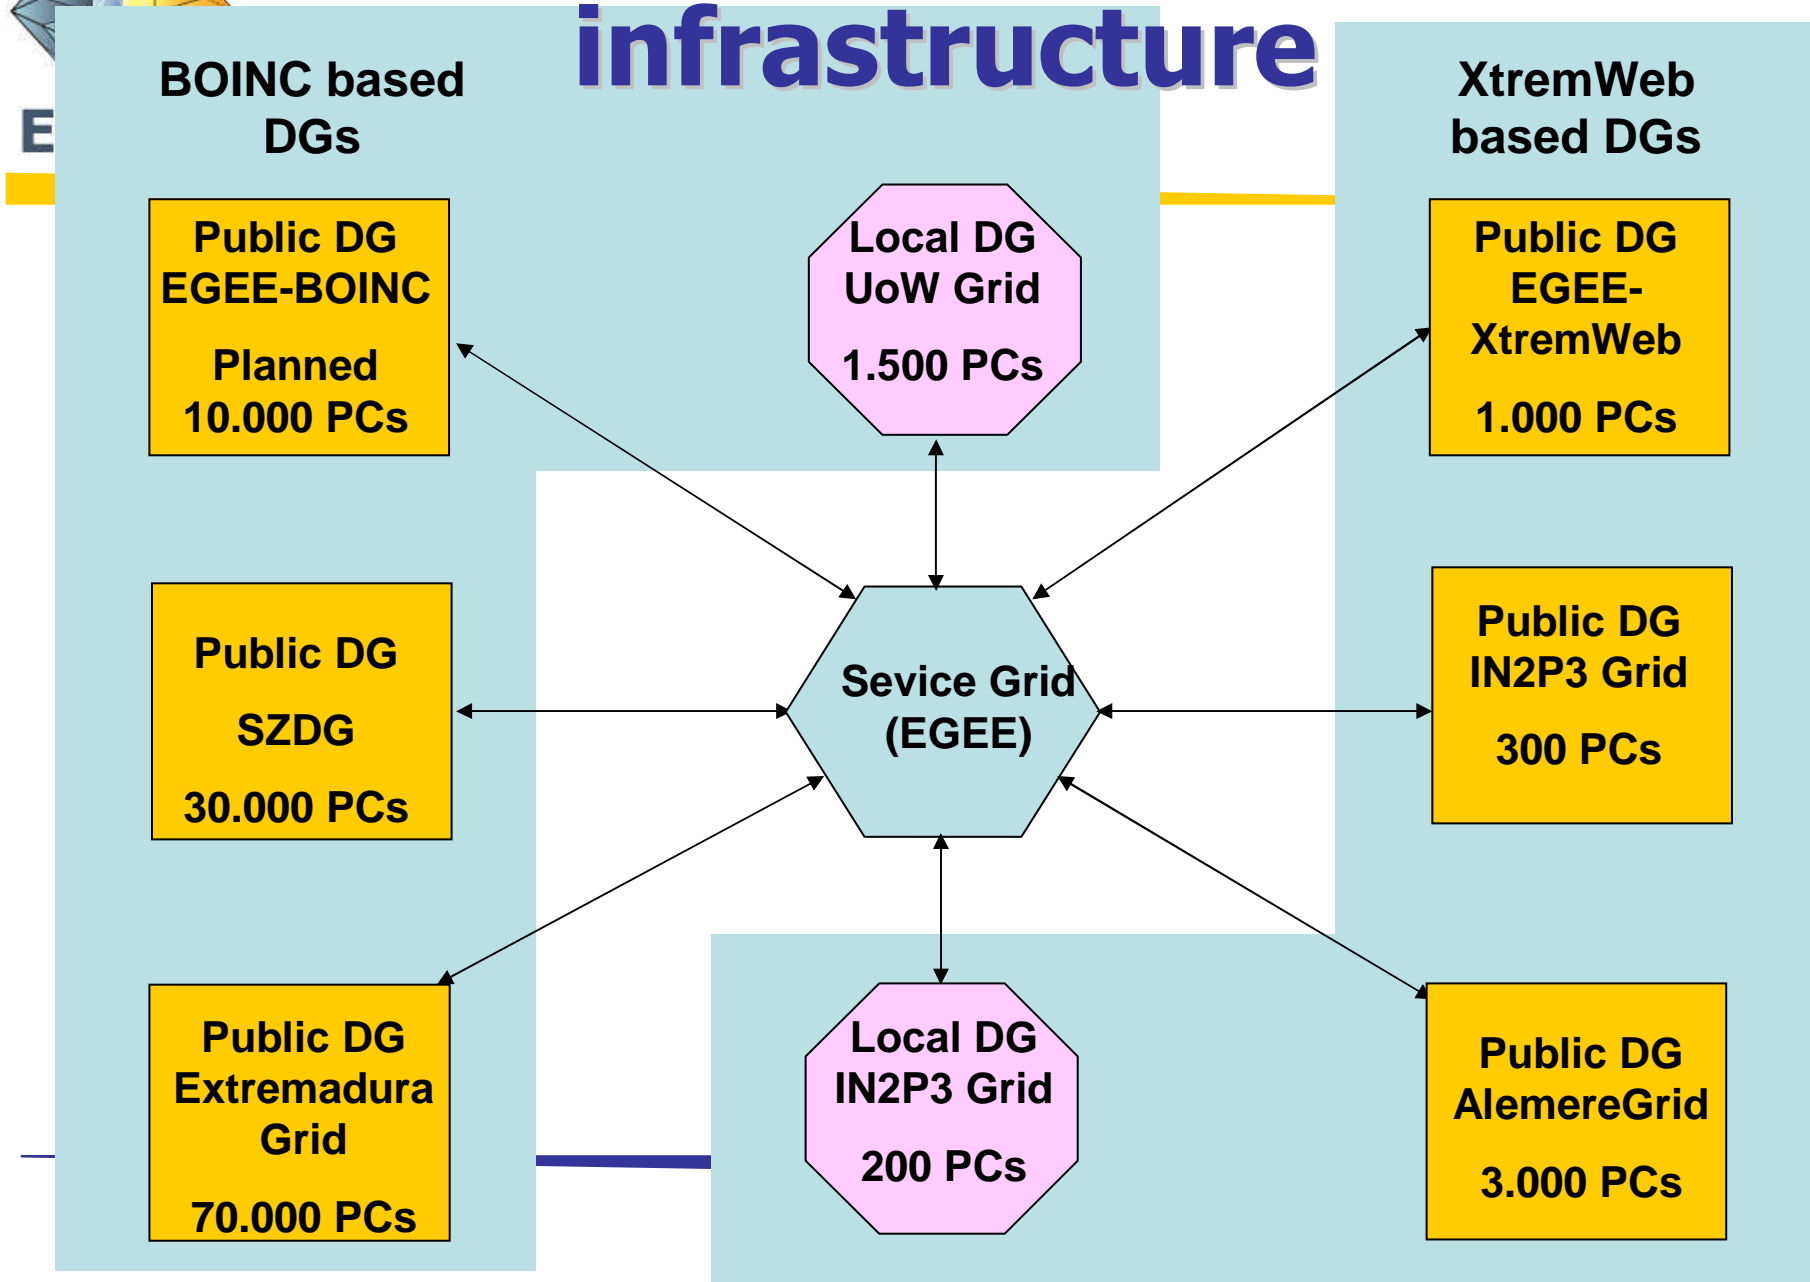 infrastructure
E
BOINC based
DGs
XtremWeb
based DGs
Public DG
EGEE-BOINC
Planned
10.000 PCs
Local DG
UoW Grid
1.500 PCs
Public DG
EGEE-
XtremWeb
1.000 PCs
Public DG
SZDG
30.000 PCs
Sevice Grid
(EGEE)
Public DG
IN2P3 Grid
300 PCs
Public DG
Extremadura
Grid
70.000 PCs
Local DG
IN2P3 Grid
200 PCs
Public DG
AlemereGrid
3.000 PCs